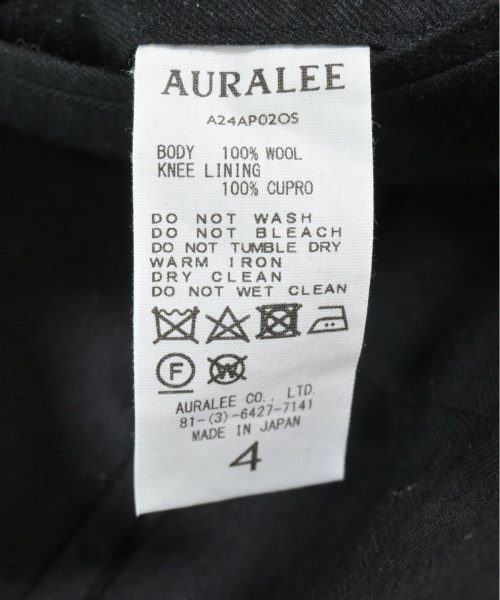 AURALEE
A24AP02OS
BODY 100% WOOL
KNEE LINING
100% CUPRO
DO NOT WASH
DO NOT BLEACH
DO NOT TUMBLE DRY
WARM IRON
DRY CLEAN
DO NOT WET CLEAN
F W
AURALEE CO., LTD.
81-(3)-6427-7141
MADE IN JAPAN
4